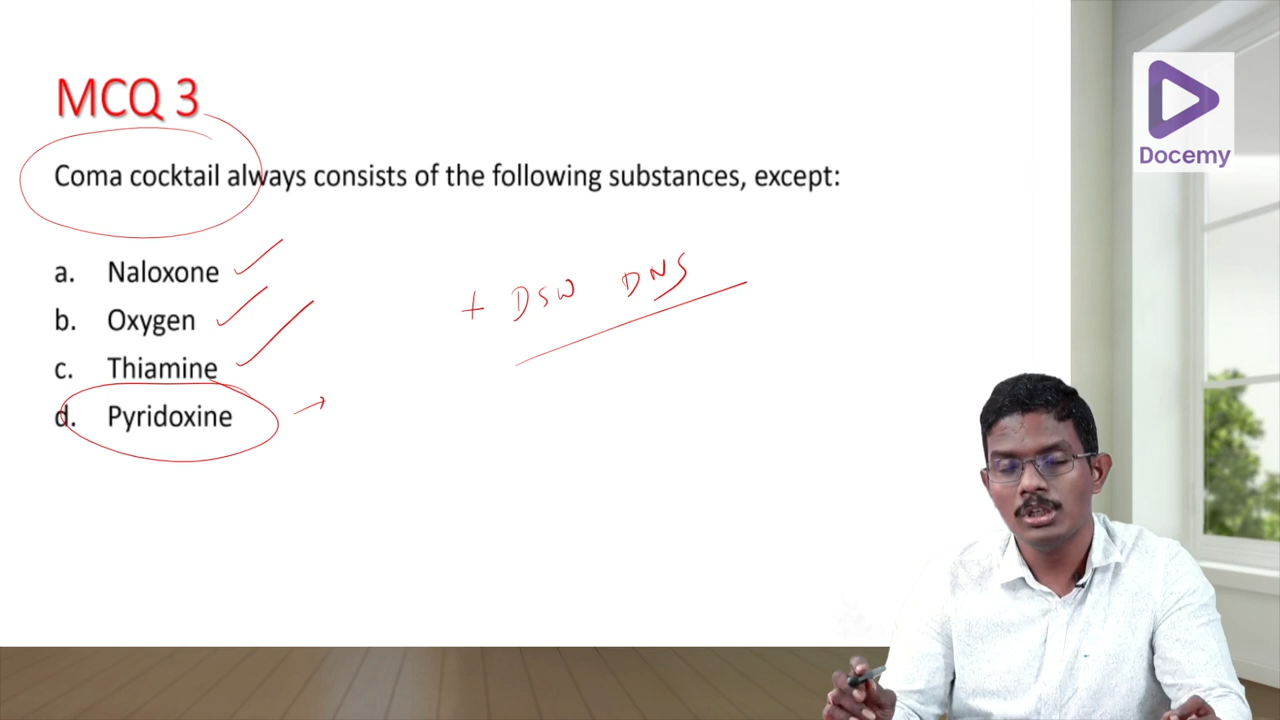 MCQ 3
Docemy
Coma cocktail always consists of the following substances, except:
a. Naloxone
b. Oxygen
c. Thiamine
d. Pyridoxine
+ D5W DNS